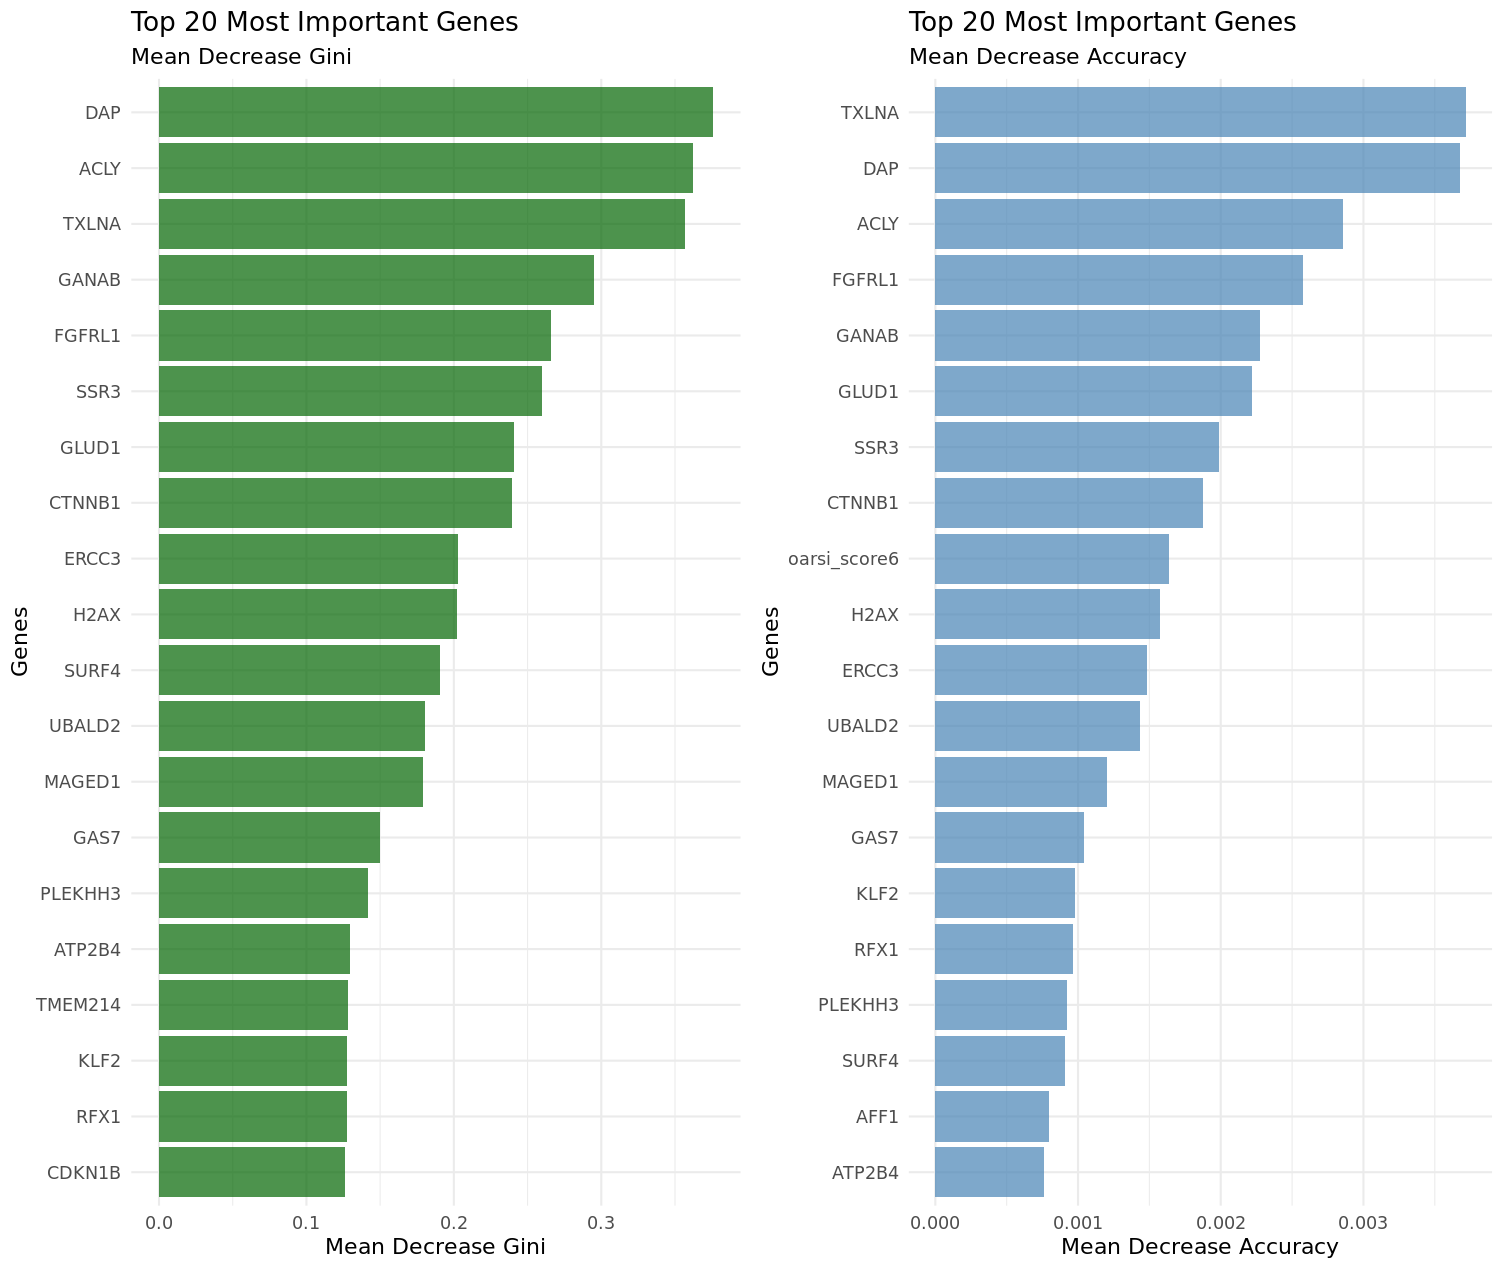 Top 20 Most Important Genes
Mean Decrease Gini
DAP
ACLY
TXLNA
GANAB
FGFRL1
SSR3
GLUD1
CTNNB1
ERCC3
H2AX
SURF4
UBALD2
MAGED1
GAS7
PLEKHH3
ATP2B4
TMEM214
KLF2
RFX1
CDKN1B
Genes
0.0 0.1 0.2 0.3
Mean Decrease Gini
Top 20 Most Important Genes
Mean Decrease Accuracy
TXLNA
DAP
ACLY
FGFRL1
GANAB
GLUD1
SSR3
CTNNB1
oarsi_score6
H2AX
ERCC3
UBALD2
MAGED1
GAS7
KLF2
RFX1
PLEKHH3
SURF4
AFF1
ATP2B4
Genes
0.000 0.001 0.002 0.003
Mean Decrease Accuracy